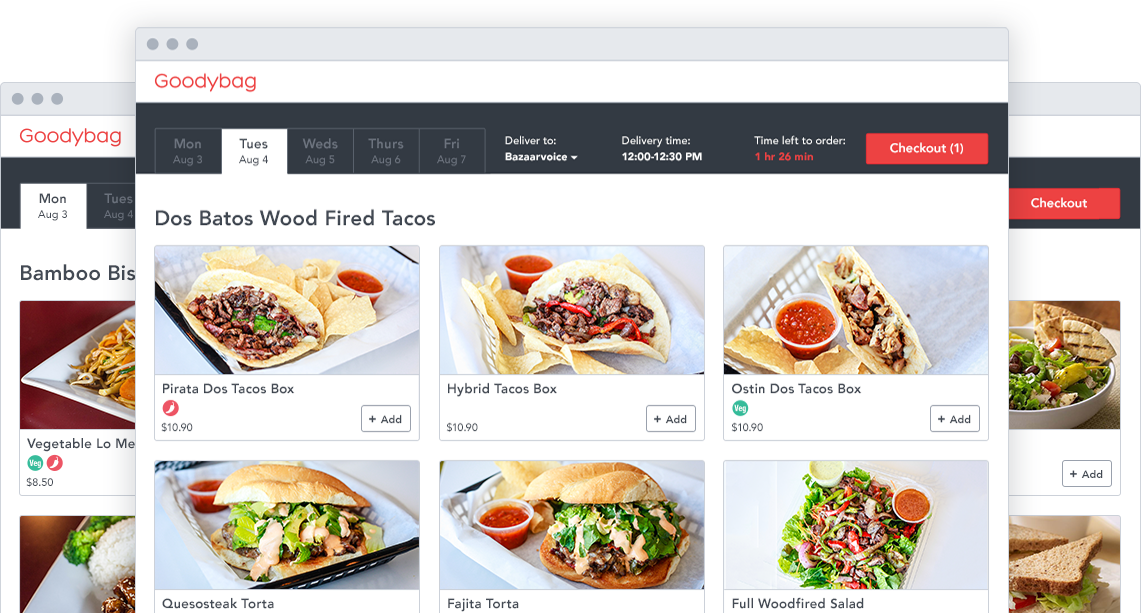 Goodybag
Mon
Aug 3
Tues
Aug 4
Weds
Aug 5
Thurs
Aug 6
Fri
Aug 7
Deliver to:
Bazaarvoice
Delivery time:
12:00-12:30 PM
Time left to order:
1 hr 26 min
Checkout (1)
Dos Batos Wood Fired Tacos
Pirata Dos Tacos Box
$10.90
+ Add
Hybrid Tacos Box
$10.90
+ Add
Ostin Dos Tacos Box
Veg
$10.90
+ Add
Quesosteak Torta
Fajita Torta
Full Woodfired Salad
Goodybag
Mon
Aug 3
Tues
Aug 4
Bamboo Bis
Vegetable Lo Me
Veg
$8.50
Checkout
+ Add